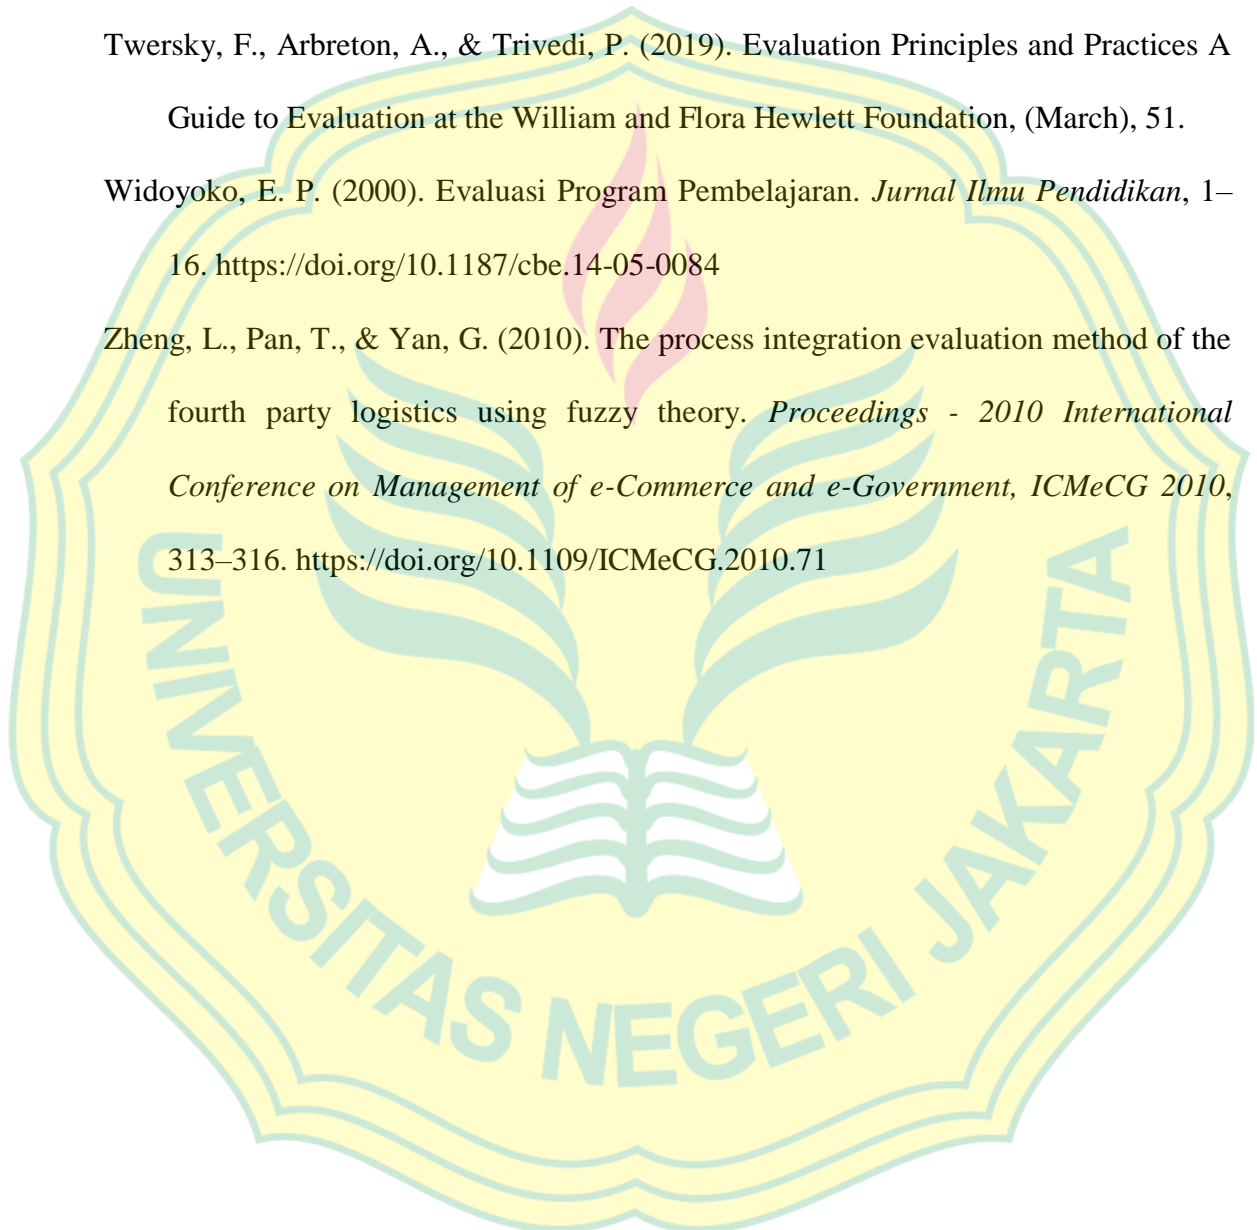 Twersky, F., Arbreton, A., & Trivedi, P. (2019). Evaluation Principles and Practices A
Guide to Evaluation at the William and Flora Hewlett Foundation, (March), 51.
Widoyoko, E. P. (2000). Evaluasi Program Pembelajaran. Jurnal Ilmu Pendidikan, 1–
16. https://doi.org/10.1187/cbe.14-05-0084
Zheng, L., Pan, T., & Yan, G. (2010). The process integration evaluation method of the
fourth party logistics using fuzzy theory. Proceedings - 2010 International
Conference on Management of e-Commerce and e-Government, ICMeCG 2010,
313–316. https://doi.org/10.1109/ICMeCG.2010.71
UNIVERSITAS NEGERI JAKARTA